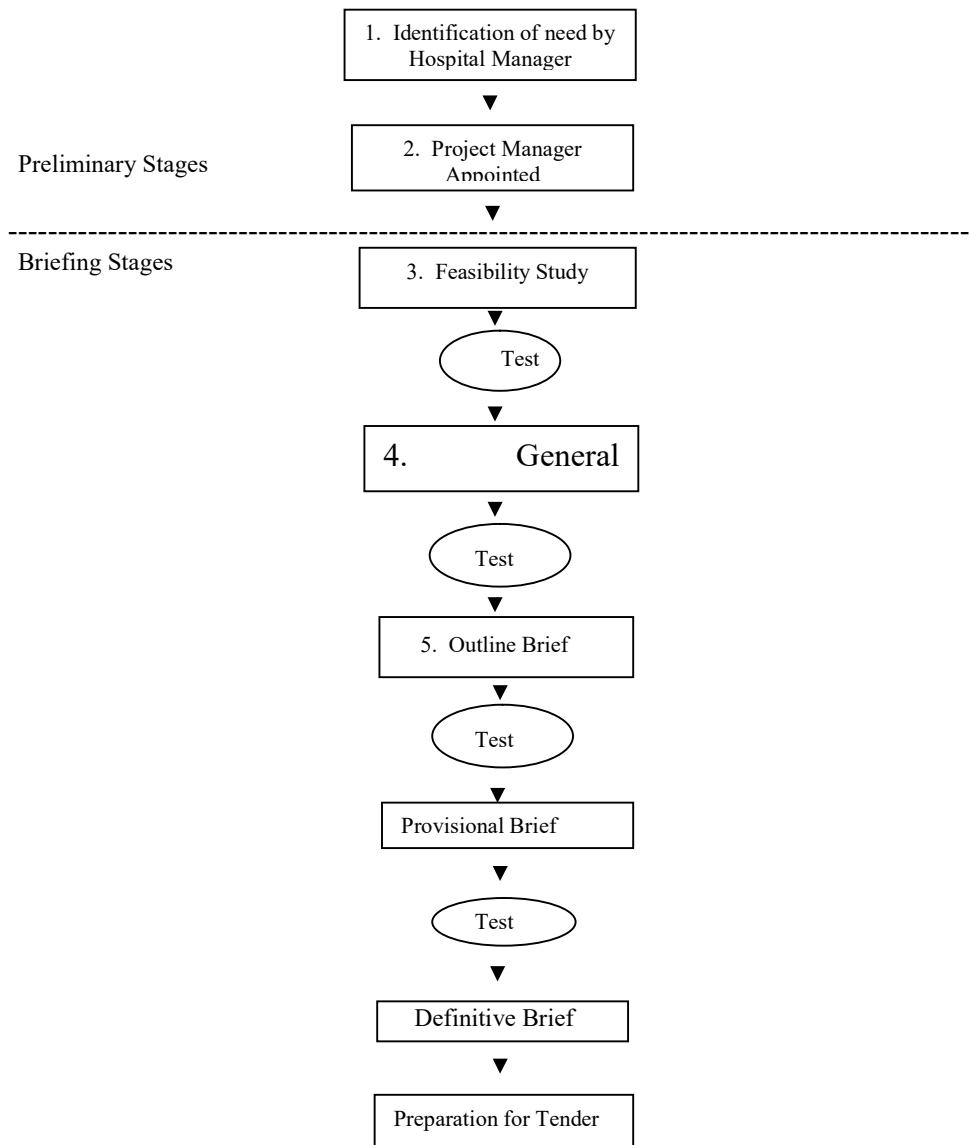 1. Identification of need by
Hospital Manager
2. Project Manager
Appointed
Preliminary Stages
Briefing Stages
3. Feasibility Study
Test
4. General
Test
5. Outline Brief
Test
Provisional Brief
Test
Definitive Brief
Preparation for Tender